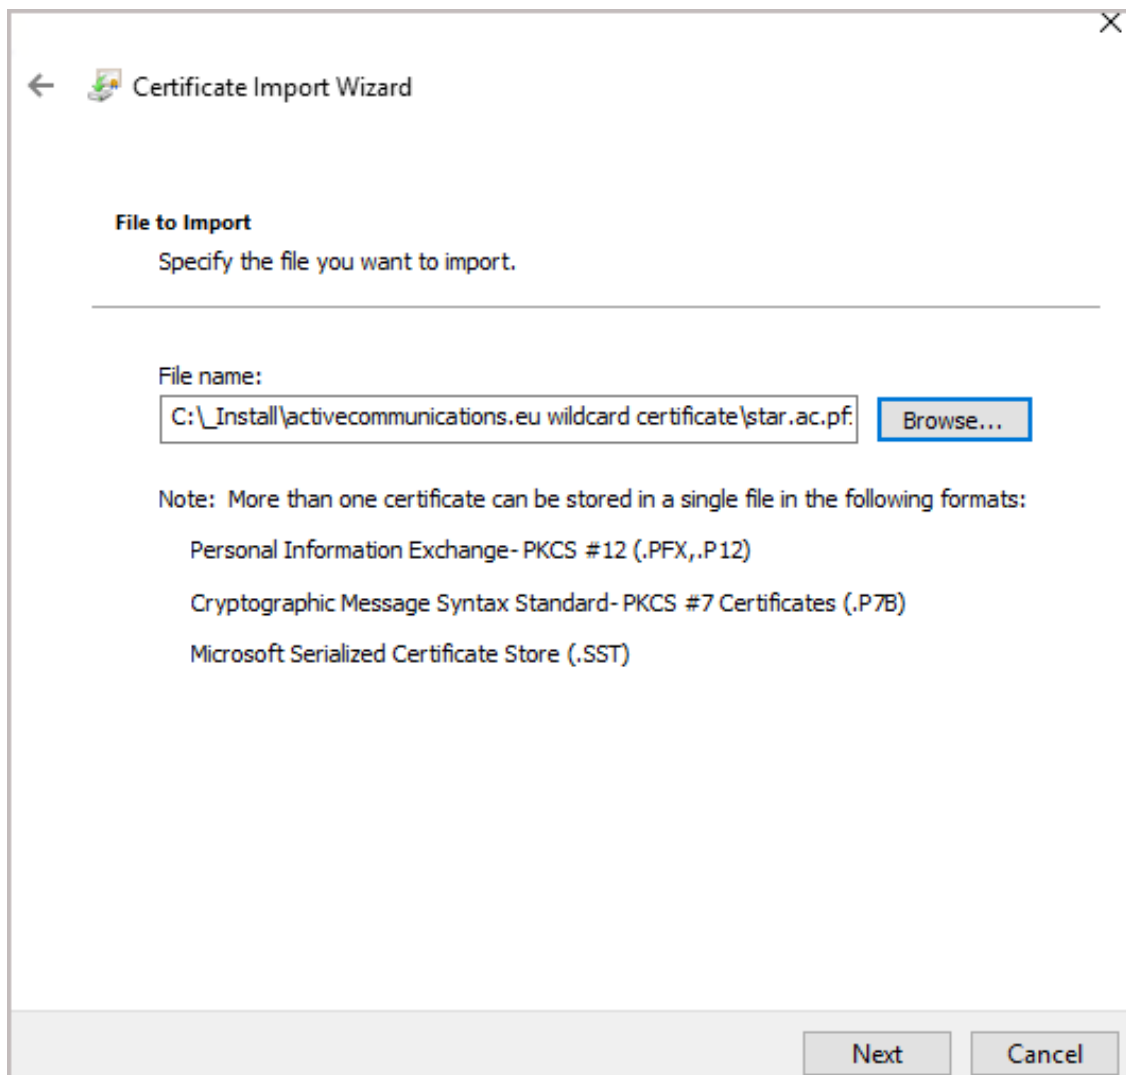 Certificate Import Wizard
File to Import
Specify the file you want to import.
File name:
C:\_Install\activecommunications.eu wildcard certificate\star.ac.pf
Browse...
Note: More than one certificate can be stored in a single file in the following formats:
Personal Information Exchange- PKCS #12 (.PFX,.P12)
Cryptographic Message Syntax Standard- PKCS #7 Certificates (.P7B)
Microsoft Serialized Certificate Store (.SST)
Next
Cancel